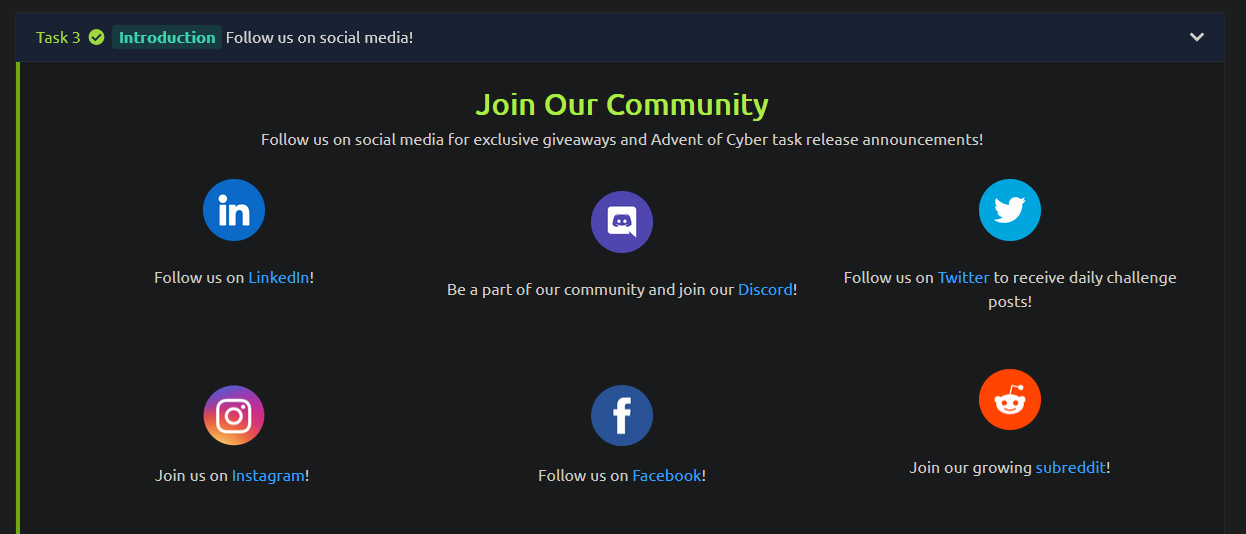 Task 3 Introduction Follow us on social media!
Join Our Community
Follow us on social media for exclusive giveaways and Advent of Cyber task release announcements!
Follow us on LinkedIn!
Be a part of our community and join our Discord!
Follow us on Twitter to receive daily challenge
posts!
Join us on Instagram!
Follow us on Facebook!
Join our growing subreddit!